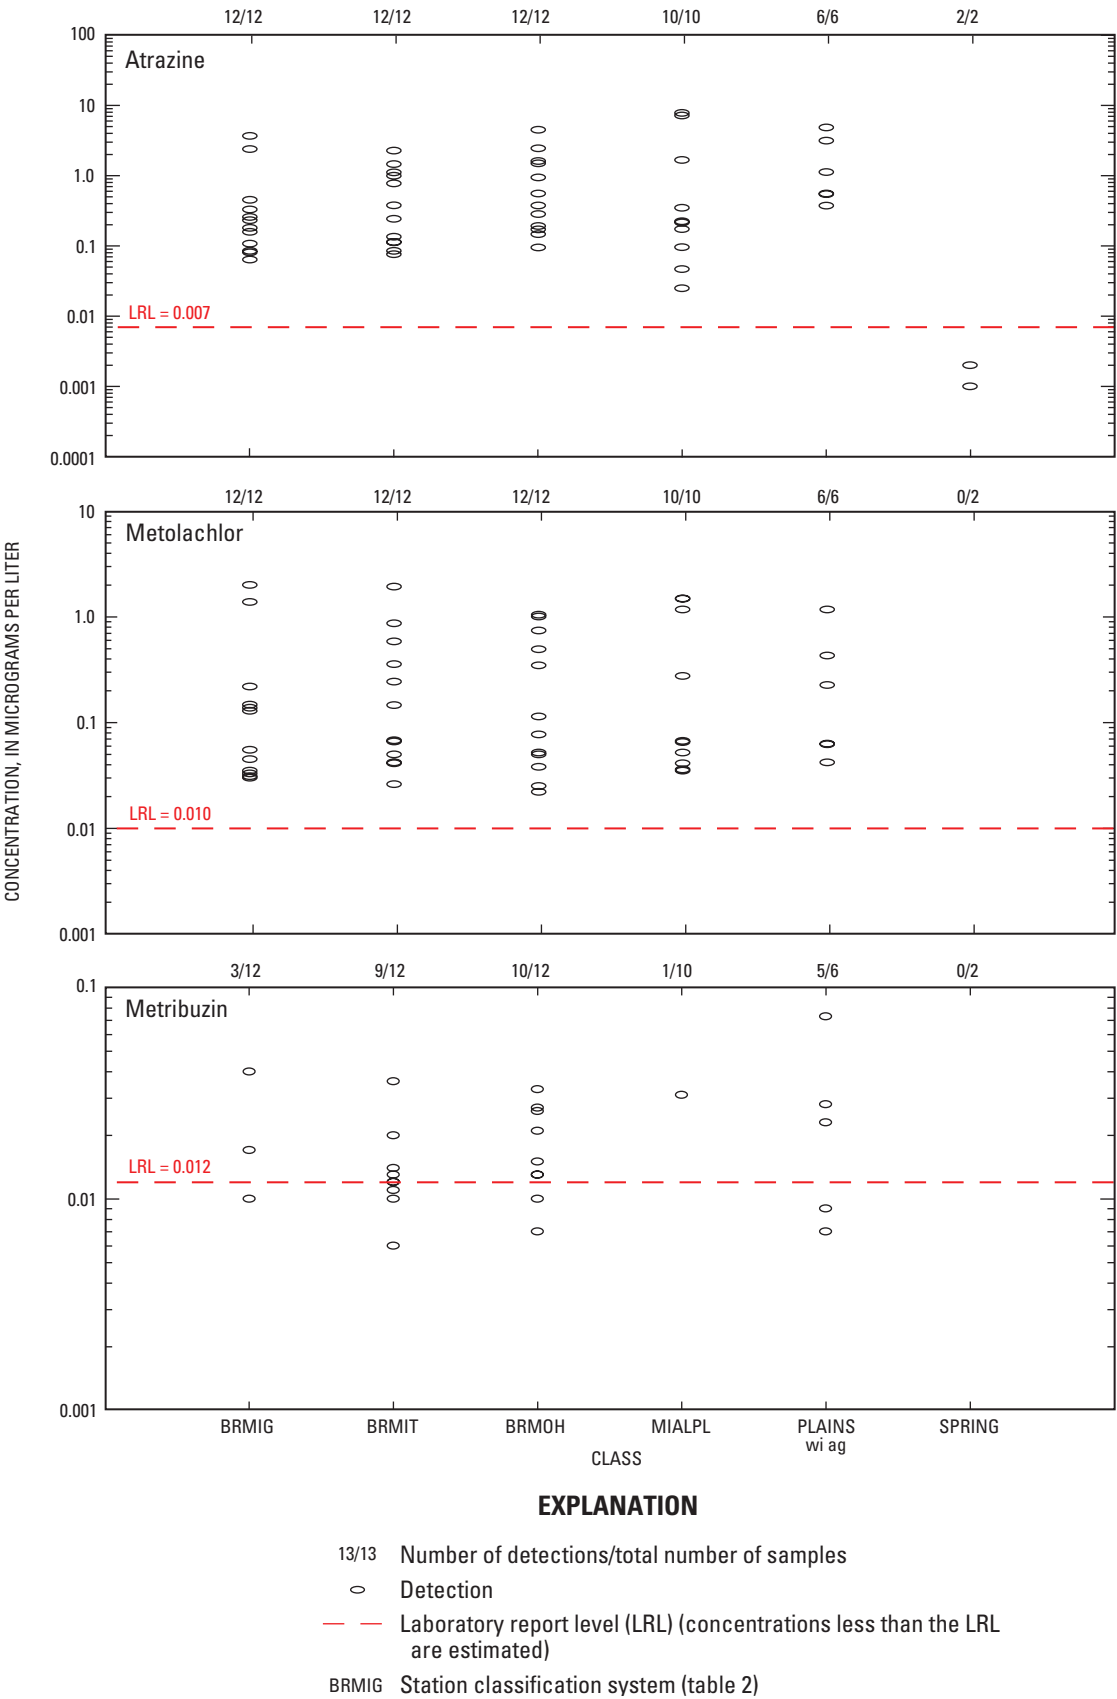 12/12 12/12 12/12 10/10 6/6 2/2
100
Atrazine
10
1.0
0.1
LRL = 0.007
0.01
0.001
0.0001
12/12 12/12 12/12 10/10 6/6 0/2
10
Metolachlor
1.0
0.1
LRL = 0.010
0.01
0.001
CONCENTRATION, IN MICROGRAMS PER LITER
3/12 9/12 10/12 1/10 5/6 0/2
0.1
Metribuzin
LRL = 0.012
0.01
0.001
BRMIG BRMIT BRMOH MIALPL PLAINS SPRING
wi ag
CLASS
EXPLANATION
13/13 Number of detections/total number of samples
Detection
Laboratory report level (LRL) (concentrations less than the LRL
are estimated)
BRMIG Station classification system (table 2)